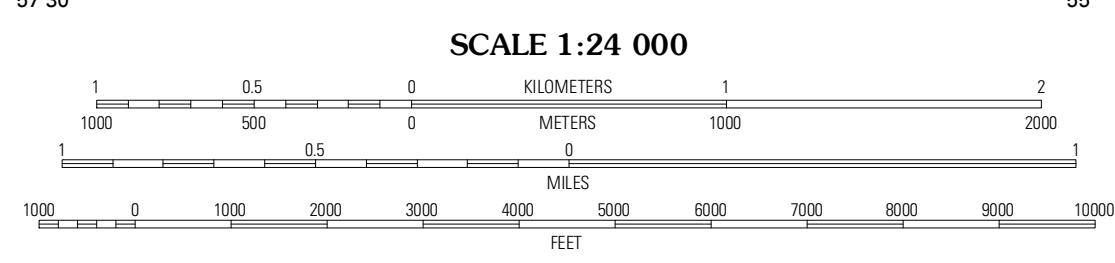 57'30"
55'
SCALE 1:24 000
1 0.5 0 KILOMETERS 1 2
1000 500 0 METERS 1000 2000
1 0.5 0 1
MILES
1000 0 1000 2000 3000 4000 5000 6000 7000 8000 9000 10000
FEET